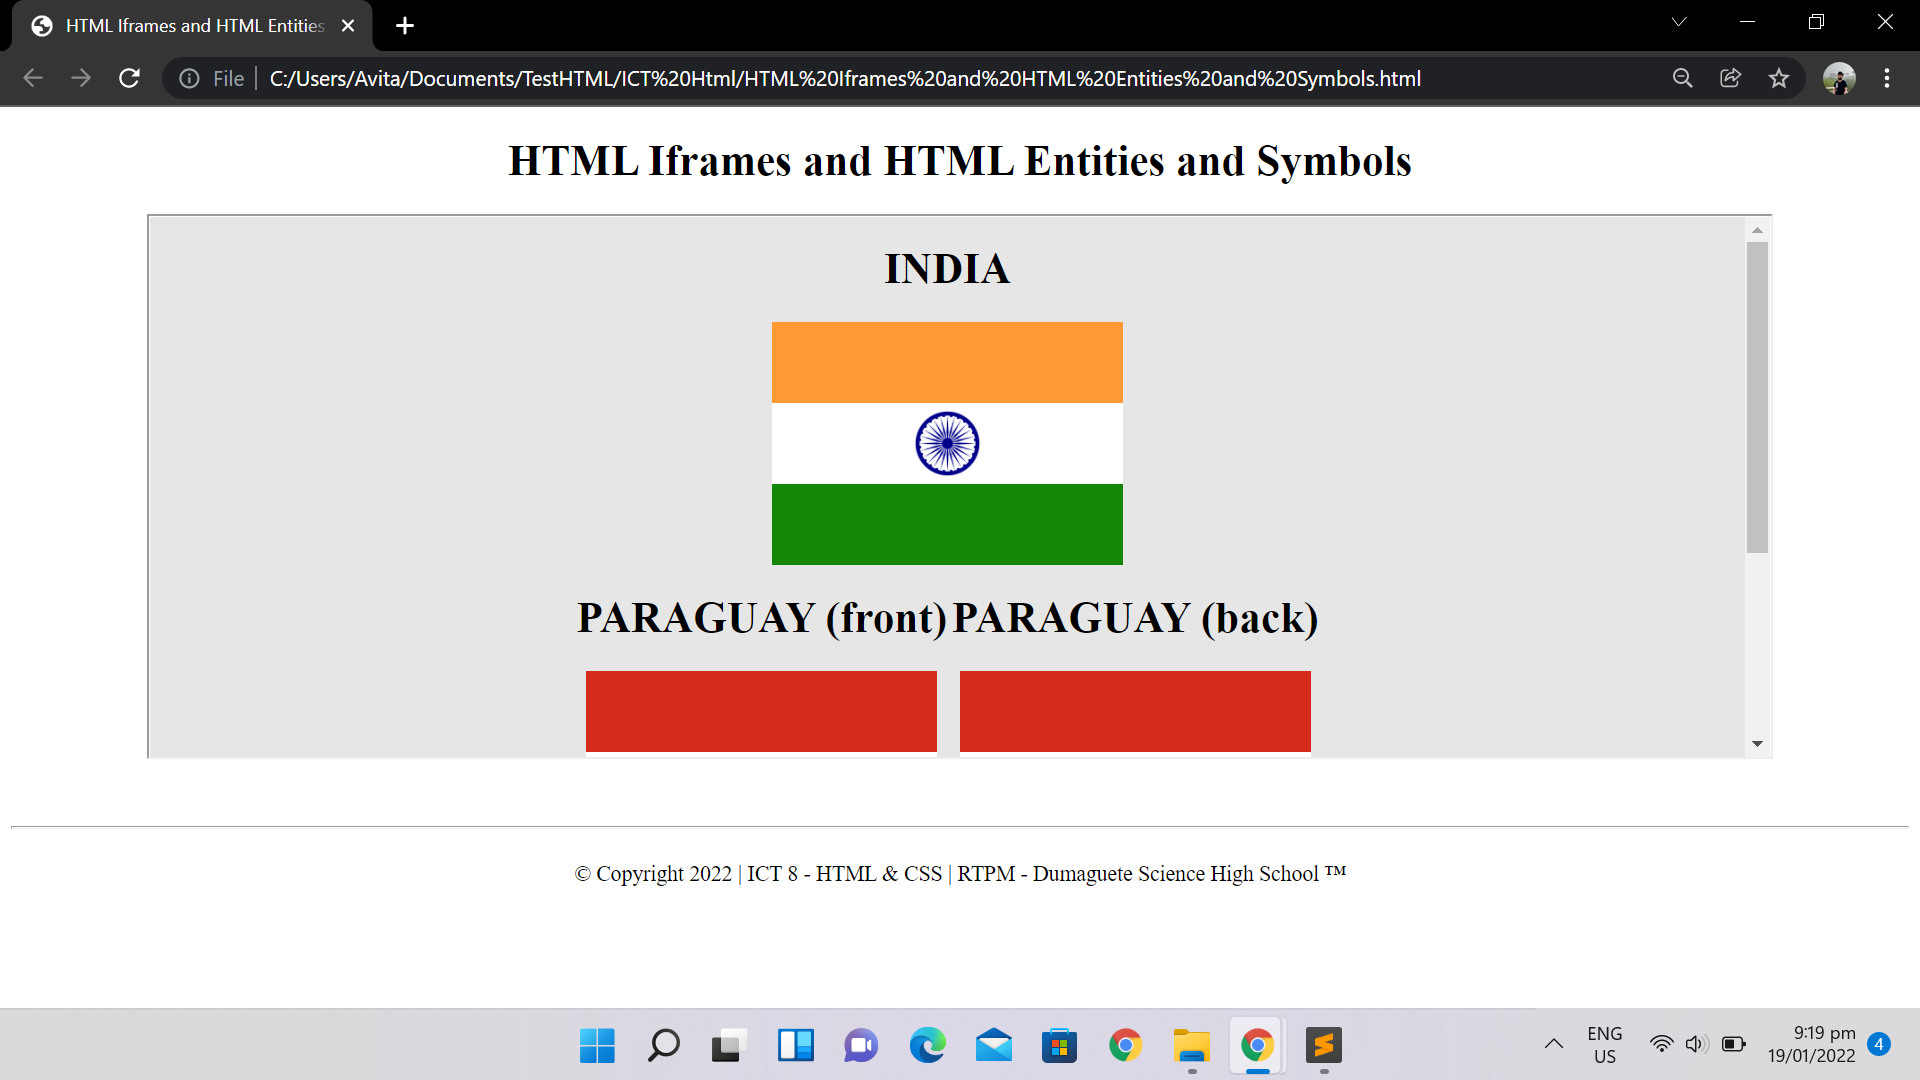 HTML Iframes and HTML Entities
File
C:/Users/Avita/Documents/TestHTML/ICT%20Html/HTML%20Iframes%20and%20HTML%20Entities%20and%20Symbols.html
HTML Iframes and HTML Entities and Symbols
INDIA
PARAGUAY (front) PARAGUAY (back)
© Copyright 2022 | ICT 8 - HTML & CSS | RTPM - Dumaguete Science High School ™
ENG
US
9:19 pm
19/01/2022
4